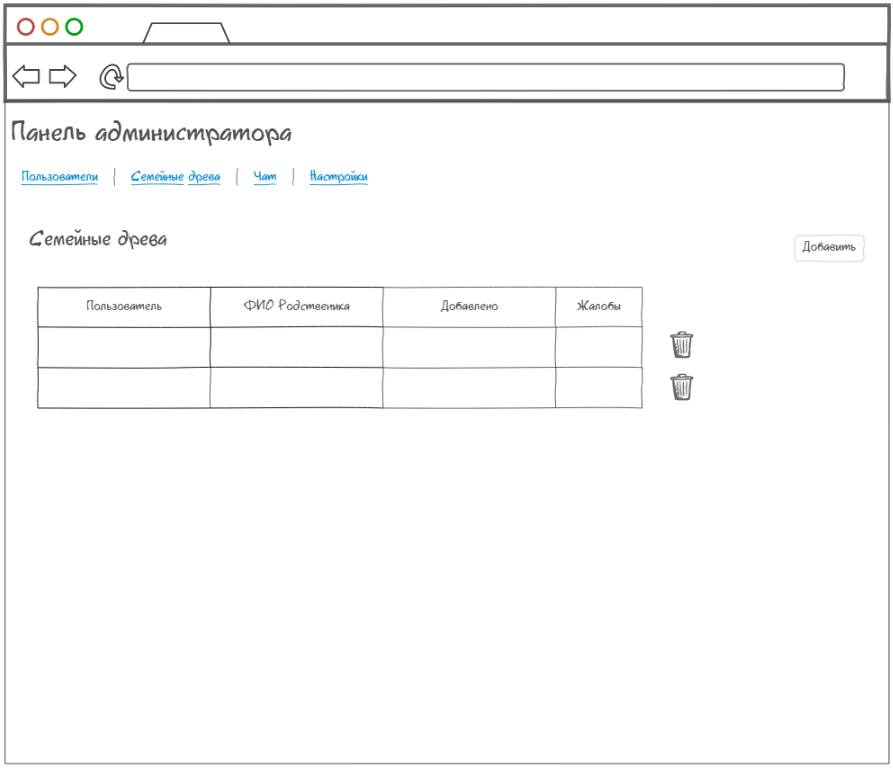 Панель администратора
Пользователи | Семейные древа | Чат | Настройки
Семейные древа
Добавить
Пользователь ФИО Родственика Добавлено Жалобы